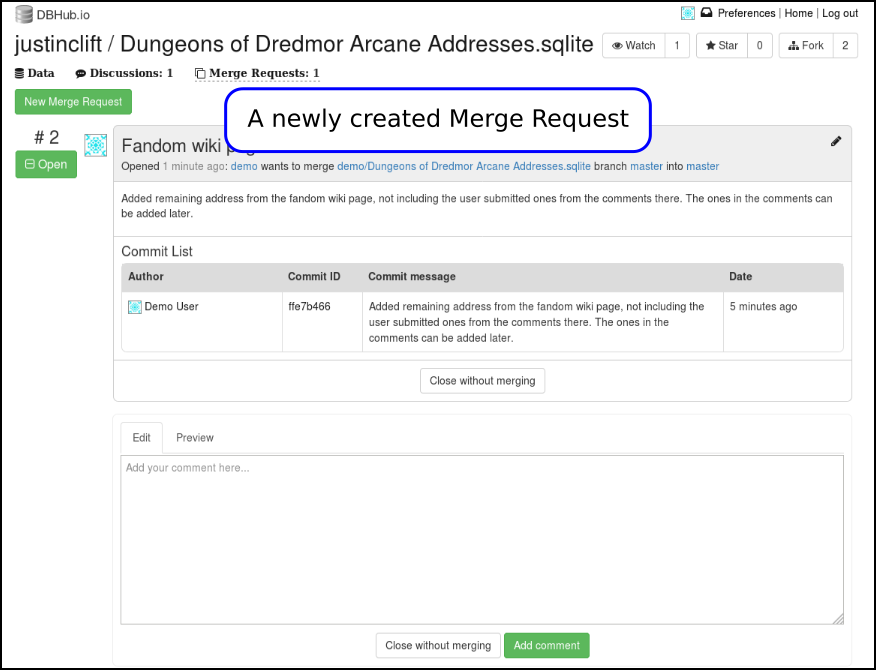 DBHub.io
Preferences | Home | Log out
justinclift / Dungeons of Dredmor Arcane Addresses.sqlite
Watch 1
Star 0
Fork 2
Data
Discussions: 1
Merge Requests: 1
New Merge Request
A newly created Merge Request
# 2
Open
Fandom wiki
Opened 1 minute ago: demo wants to merge demo/Dungeons of Dredmor Arcane Addresses.sqlite branch master into master
Added remaining address from the fandom wiki page, not including the user submitted ones from the comments there. The ones in the comments can
be added later.
Commit List
Author Commit ID Commit message Date
Demo User
ffe7b466
Added remaining address from the fandom wiki page, not including the
user submitted ones from the comments there. The ones in the
comments can be added later.
5 minutes ago
Close without merging
Edit Preview
Add your comment here...
Close without merging Add comment